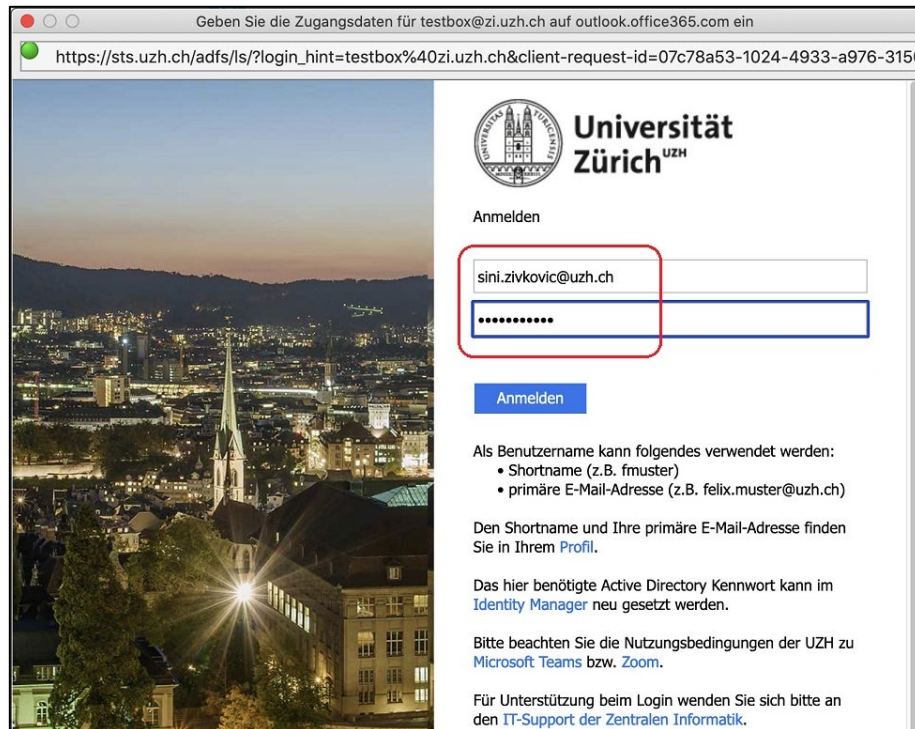 Geben Sie die Zugangsdaten für testbox@zi.uzh.ch auf outlook.office365.com ein
https://sts.uzh.ch/adfs/ls/?login_hint=testbox%40zi.uzh.ch&client-request-id=07c78a53-1024-4933-a976-315
UNIVERSITAS
TURICENSIS
MDCCCXXXIII
Universität
Zürich UZH
Anmelden
sini.zivkovic@uzh.ch
•••••••••••
Anmelden
Als Benutzername kann folgendes verwendet werden:
• Shortname (z.B. fmuster)
• primäre E-Mail-Adresse (z.B. felix.muster@uzh.ch)
Den Shortname und Ihre primäre E-Mail-Adresse finden
Sie in Ihrem Profil.
Das hier benötigte Active Directory Kennwort kann im
Identity Manager neu gesetzt werden.
Bitte beachten Sie die Nutzungsbedingungen der UZH zu
Microsoft Teams bzw. Zoom.
Für Unterstützung beim Login wenden Sie sich bitte an
den IT-Support der Zentralen Informatik.